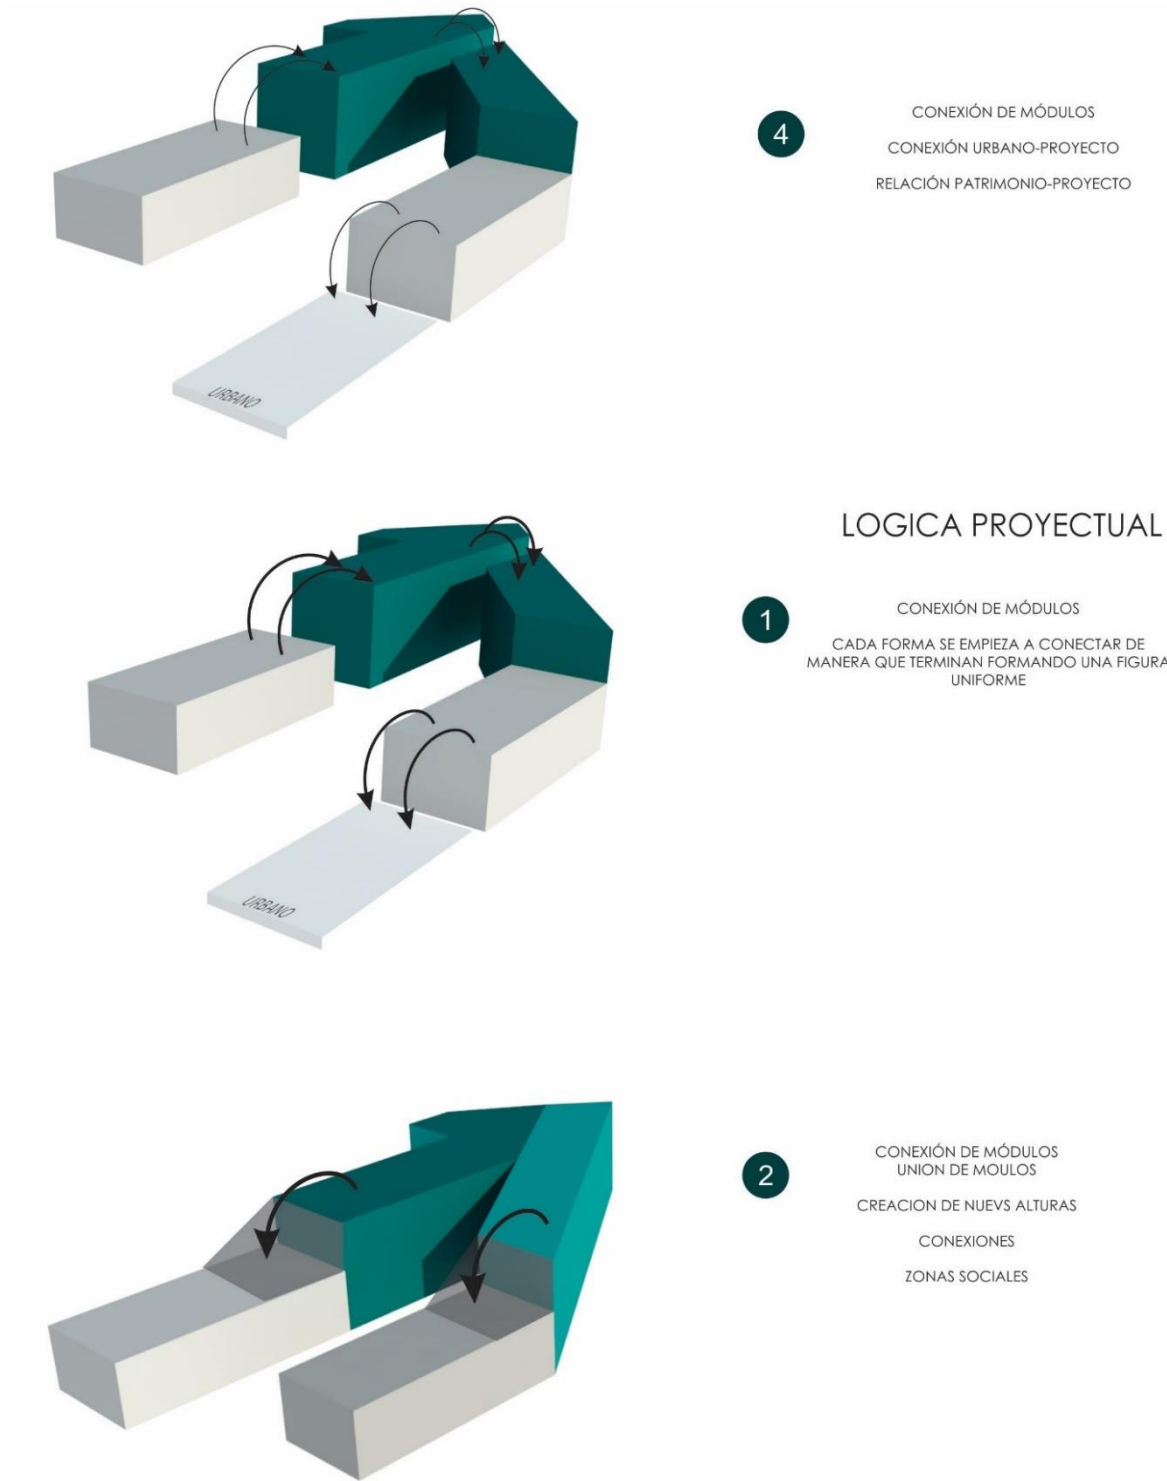 4
CONEXIÓN DE MÓDULOS
CONEXIÓN URBANO-PROYECTO
RELACIÓN PATRIMONIO-PROYECTO
URBANO
LOGICA PROYECTUAL
1
CONEXIÓN DE MÓDULOS
CADA FORMA SE EMPIEZA A CONECTAR DE
MANERA QUE TERMINAN FORMANDO UNA FIGURA
UNIFORME
URBANO
2
CONEXIÓN DE MÓDULOS
UNION DE MOULOS
CREACION DE NUEVS ALTURAS
CONEXIONES
ZONAS SOCIALES